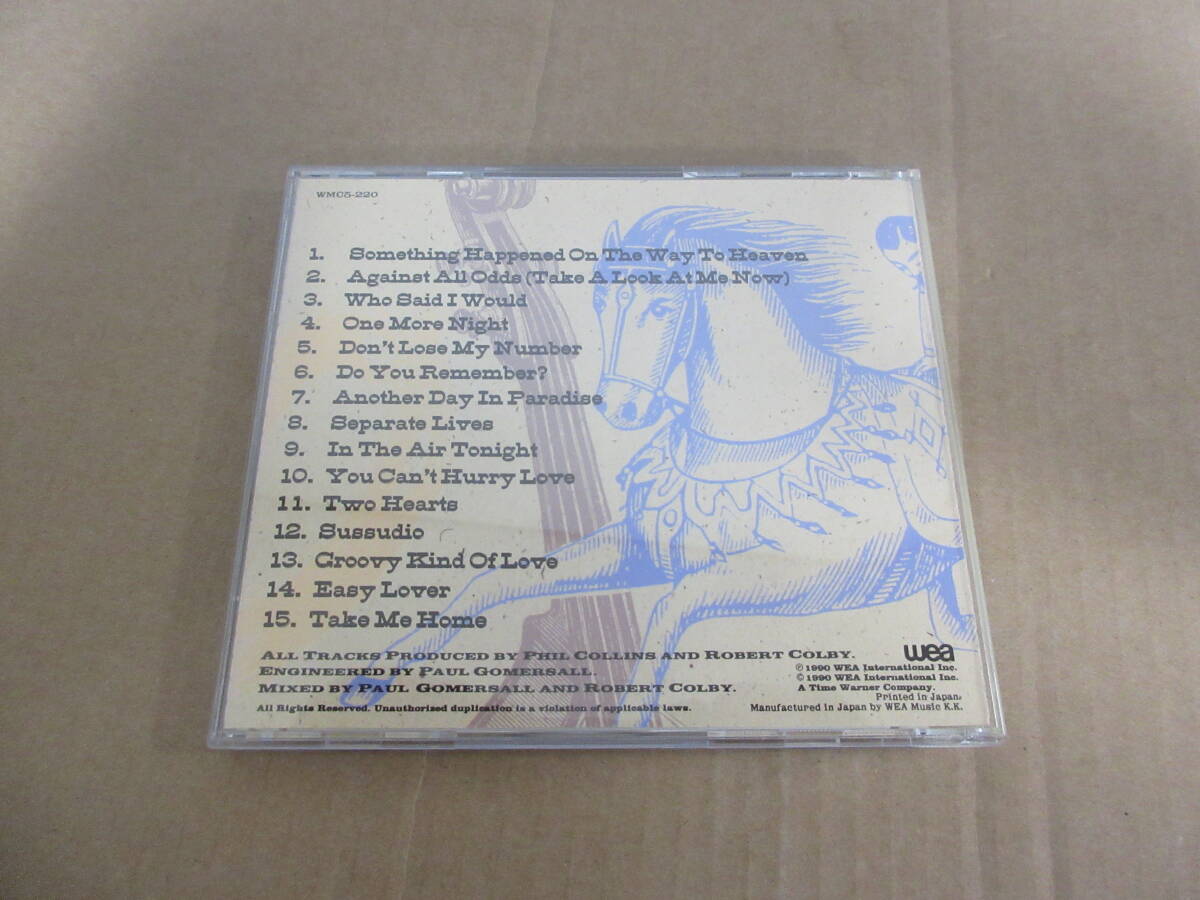 WMC5-220
1. Something Happened On The Way To Heaven
2. Against All Odds (Take A Look At Me Now)
3. Who Said I Would
4. One More Night
5. Don't Lose My Number
6. Do You Remember?
7. Another Day In Paradise
8. Separate Lives
9. In The Air Tonight
10. You Can't Hurry Love
11. Two Hearts
12. Sussudio
13. Groovy Kind Of Love
14. Easy Lover
15. Take Me Home
All Tracks Produced by Phil Collins and Robert Colby.
Engineered by Paul Gomersall.
Mixed by Paul Gomersall and Robert Colby.
All Rights Reserved. Unauthorized duplication is a violation of applicable laws.
wea
℗ 1990 WEA International Inc.
© 1990 WEA International Inc.
A Time Warner Company.
Printed in Japan.
Manufactured in Japan by WEA Music K.K.